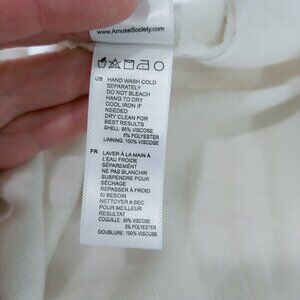 www.AmuseSociety.com
US HAND WASH COLD
SEPARATELY
DO NOT BLEACH
HANG TO DRY
COOL IRON IF
NEEDED
DRY CLEAN FOR
BEST RESULTS
SHELL: 95% VISCOSE
5% POLYESTER
LINNING: 100% VISCOSE
FR LAVER À LA MAIN À
L'EAU FROIDE
SÉPARÉMENT
NE PAS BLANCHIR
SUSPENDRE POUR
SÉCHAGE
REPASSER À FROID
SI BESOIN
NETTOYER A SEC
POUR MEILLEUR
RESULTAT
COQUILLE: 95% VISCOSE
5% POLYESTER
DOUBLURE: 100% VISCOSE